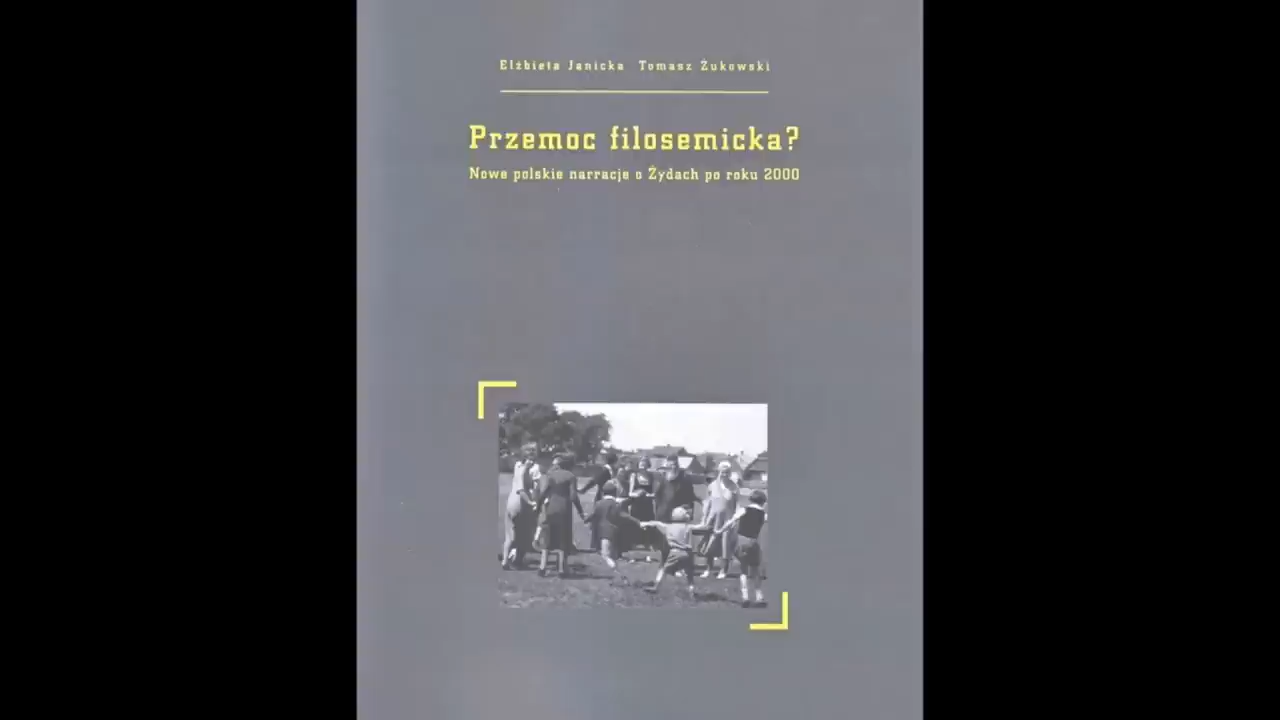 Elżbieta Janicka Tomasz Żukowski
Przemoc filosemicka?
Nowe polskie narracje o Żydach po roku 2000